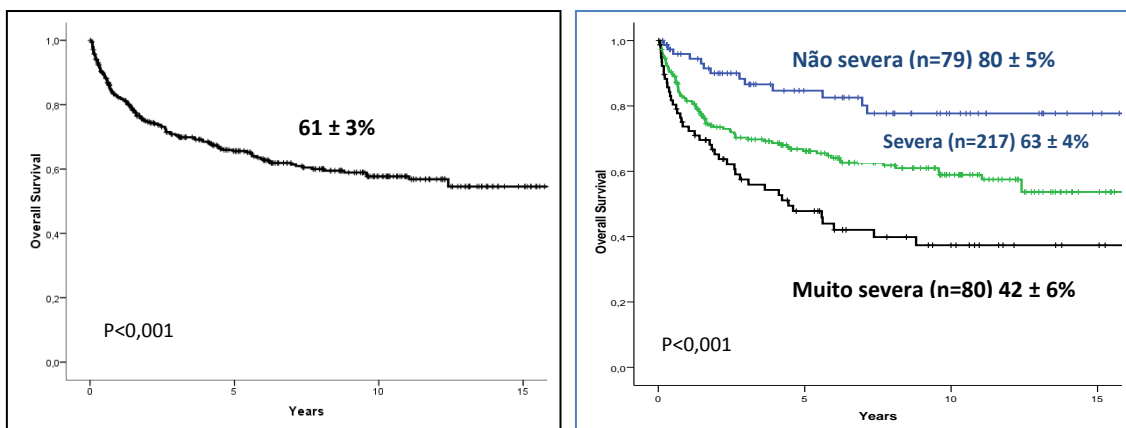 1,0
0,8
0,6
0,4
0,2
0,0
Overall Survival
61 ± 3%
P<0,001
0 5 10 15
Years
1,0
0,8
0,6
0,4
0,2
0,0
Overall Survival
Não severa (n=79) 80 ± 5%
Severa (n=217) 63 ± 4%
Muito severa (n=80) 42 ± 6%
P<0,001
0 5 10 15
Years